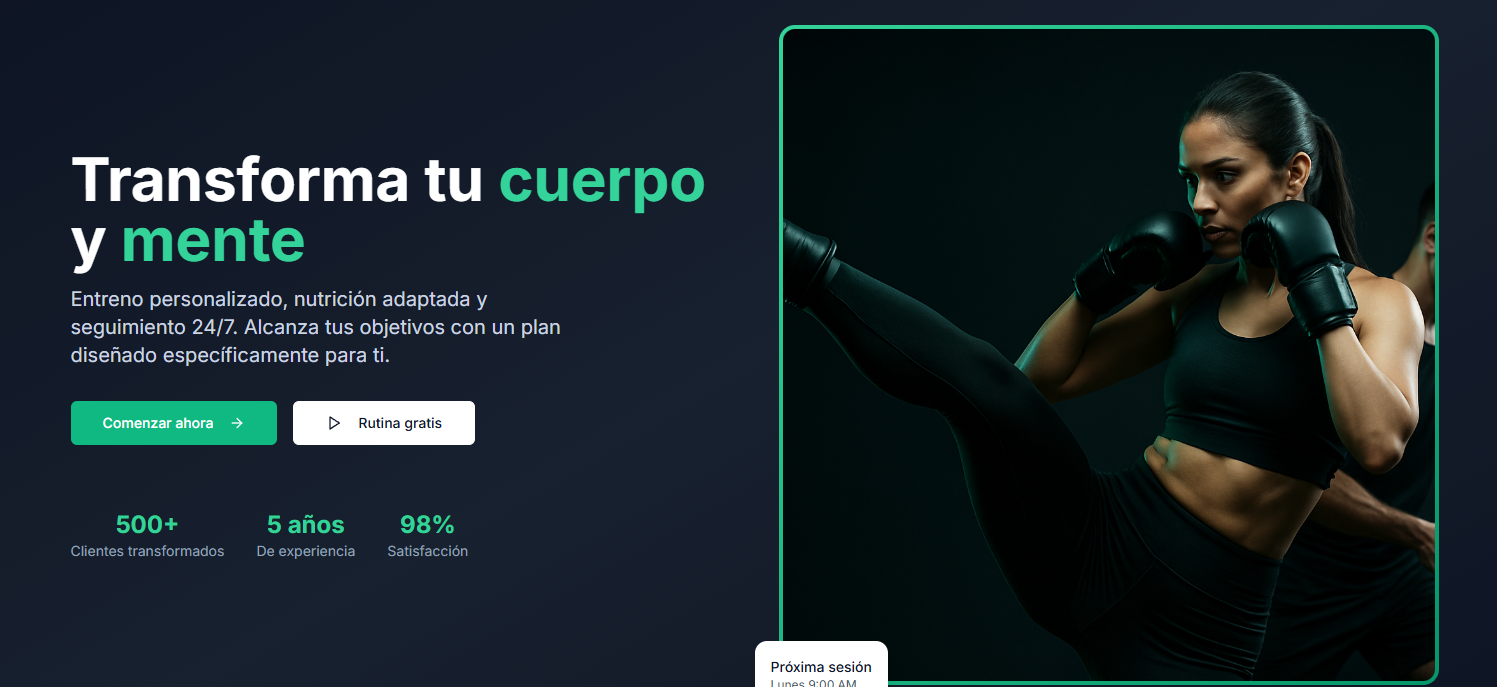 Transforma tu cuerpo
y mente
Entreno personalizado, nutrición adaptada y
seguimiento 24/7. Alcanza tus objetivos con un plan
diseñado específicamente para ti.
Comenzar ahora
Rutina gratis
500+
Clientes transformados
5 años
De experiencia
98%
Satisfacción
Próxima sesión
Lunes 9:00 AM